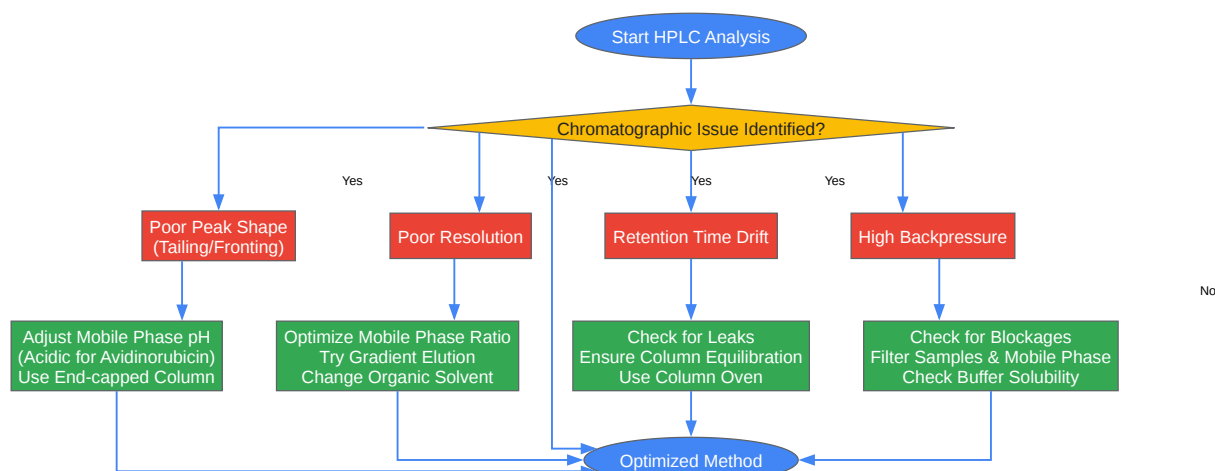 Start HPLC Analysis
Chromatographic Issue Identified?
Yes
Yes
Yes
Yes
Poor Peak Shape
(Tailing/Fronting)
Poor Resolution
Retention Time Drift
High Backpressure
No
Adjust Mobile Phase pH
(Acidic for Avidinorubicin)
Use End-capped Column
Optimize Mobile Phase Ratio
Try Gradient Elution
Change Organic Solvent
Check for Leaks
Ensure Column Equilibration
Use Column Oven
Check for Blockages
Filter Samples & Mobile Phase
Check Buffer Solubility
Optimized Method